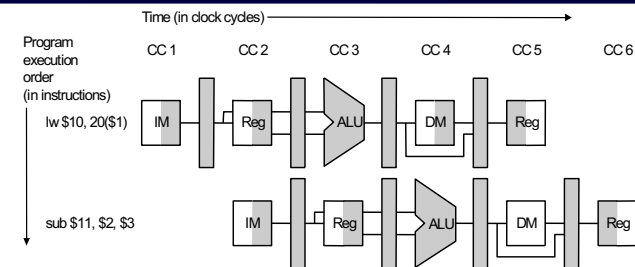 Time (in clock cycles)
Program
execution
order
(in instructions)
CC 1 CC 2 CC 3 CC 4 CC 5 CC 6
lw $10, 20($1) IM Reg ALU DM Reg
sub $11, $2, $3 IM Reg ALU DM Reg